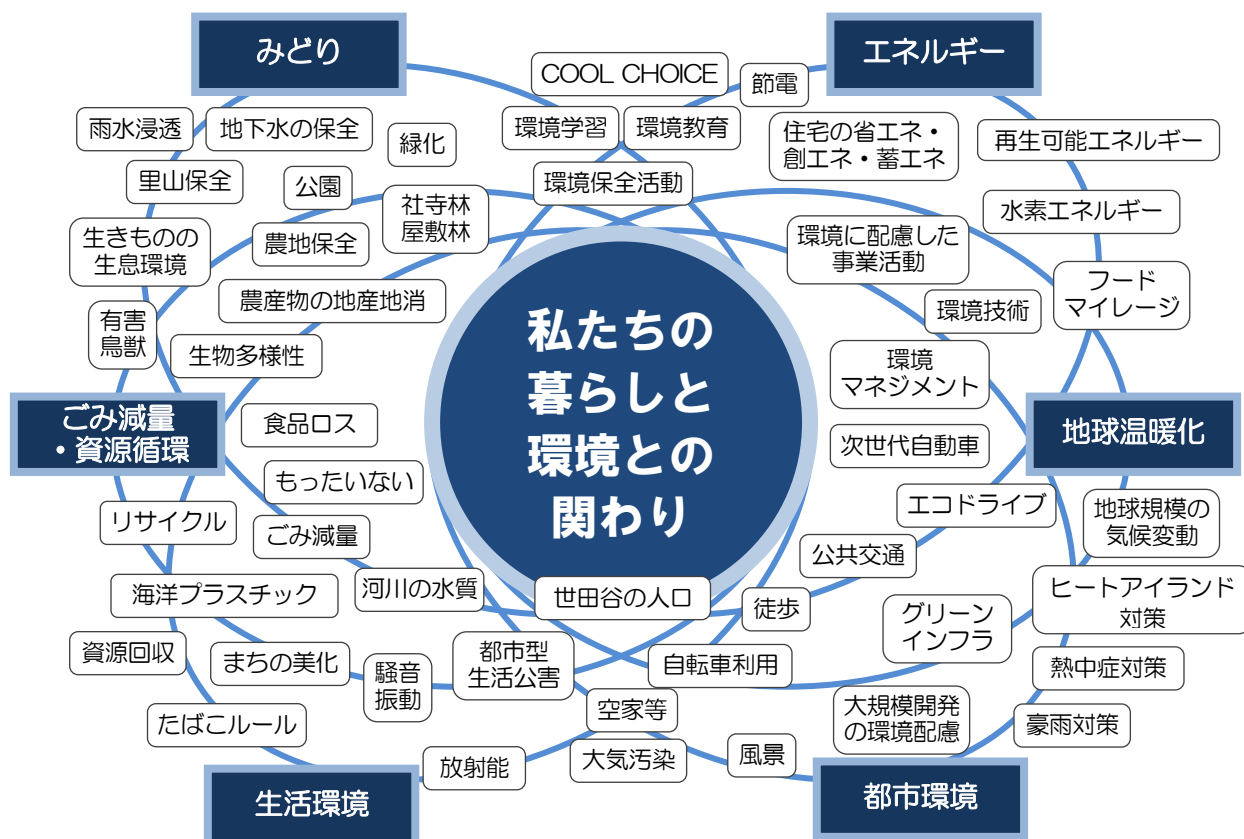 みどり
エネルギー
COOL CHOICE
節電
雨水浸透
地下水の保全
緑化
環境学習
環境教育
住宅の省エネ・
創エネ・蓄エネ
再生可能エネルギー
里山保全
公園
社寺林
屋敷林
環境保全活動
水素エネルギー
生きものの
生息環境
農地保全
環境に配慮した
事業活動
農産物の地産地消
フード
マイレージ
有害
鳥獣
生物多様性
環境技術
環境
マネジメント
私たちの
暮らしと
環境との
関わり
ごみ減量
・資源循環
食品ロス
次世代自動車
地球温暖化
もったいない
エコドライブ
リサイクル
ごみ減量
公共交通
地球規模の
気候変動
海洋プラスチック
河川の水質
世田谷の人口
徒歩
グリーン
インフラ
ヒートアイランド
対策
資源回収
まちの美化
騒音
振動
都市型
生活公害
自転車利用
熱中症対策
たばこルール
空家等
大規模開発
の環境配慮
豪雨対策
放射能
大気汚染
風景
生活環境
都市環境